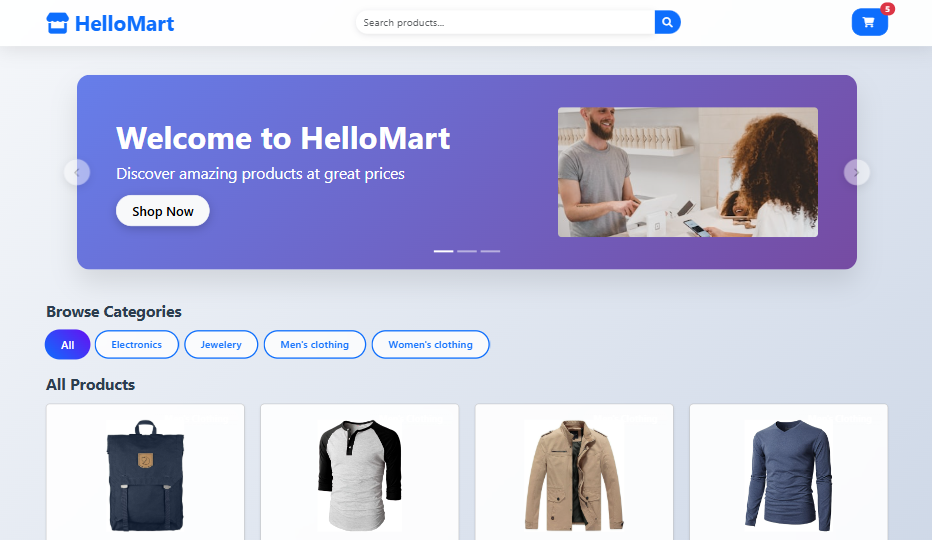 HelloMart
Search products...
5
Welcome to HelloMart
Discover amazing products at great prices
Shop Now
Browse Categories
All
Electronics
Jewelery
Men's clothing
Women's clothing
All Products